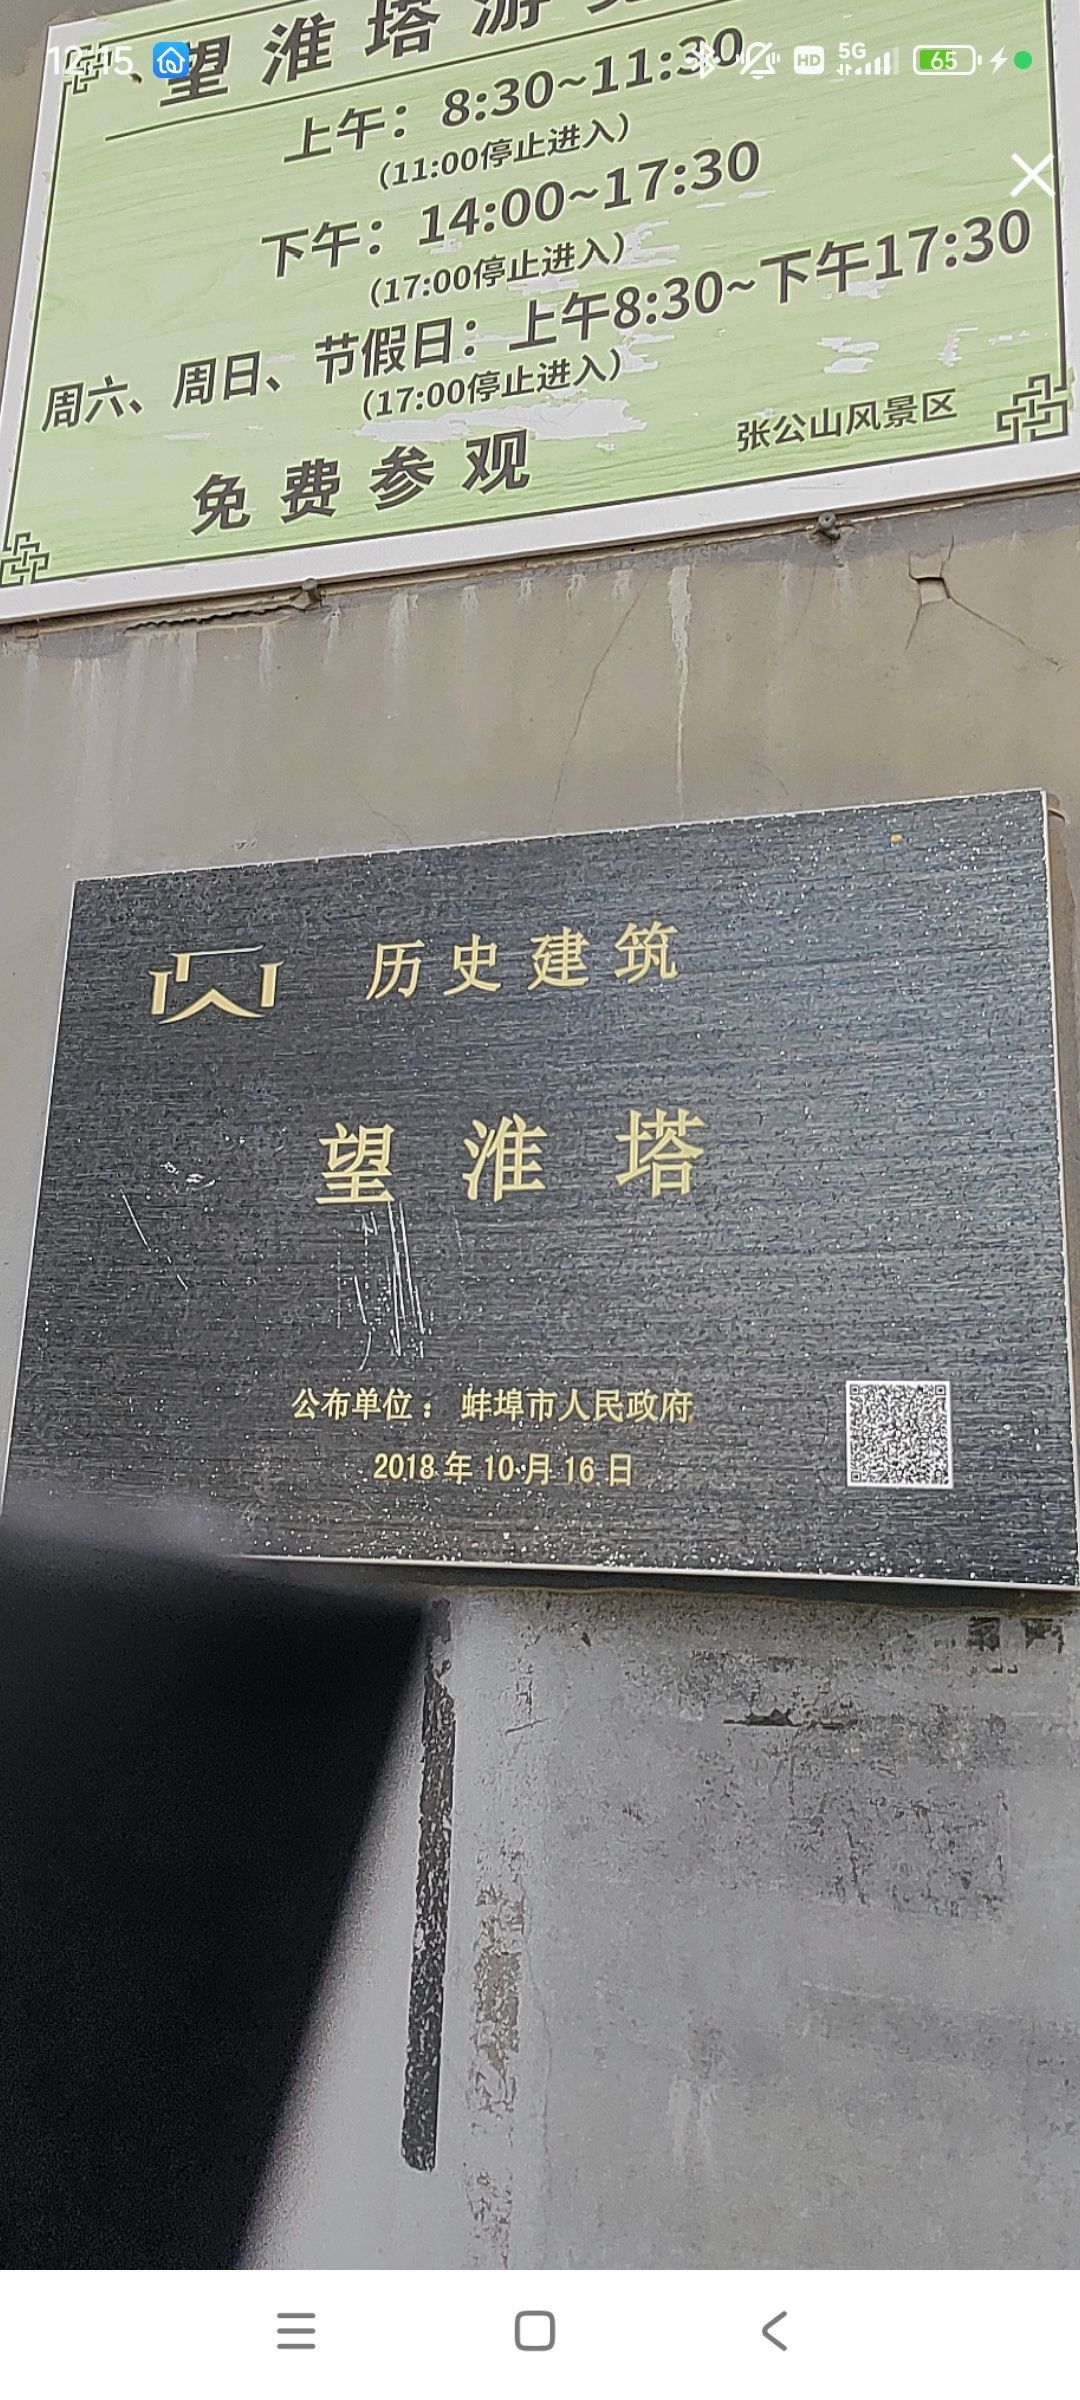 12:15
HD 5G 65
望淮塔游
上午：8:30~11:30
(11:00停止进入)
下午：14:00~17:30
(17:00停止进入)
周六、周日、节假日：上午8:30~下午17:30
(17:00停止进入)
免费参观
张公山风景区
历史建筑
望淮塔
公布单位：蚌埠市人民政府
2018年10月16日